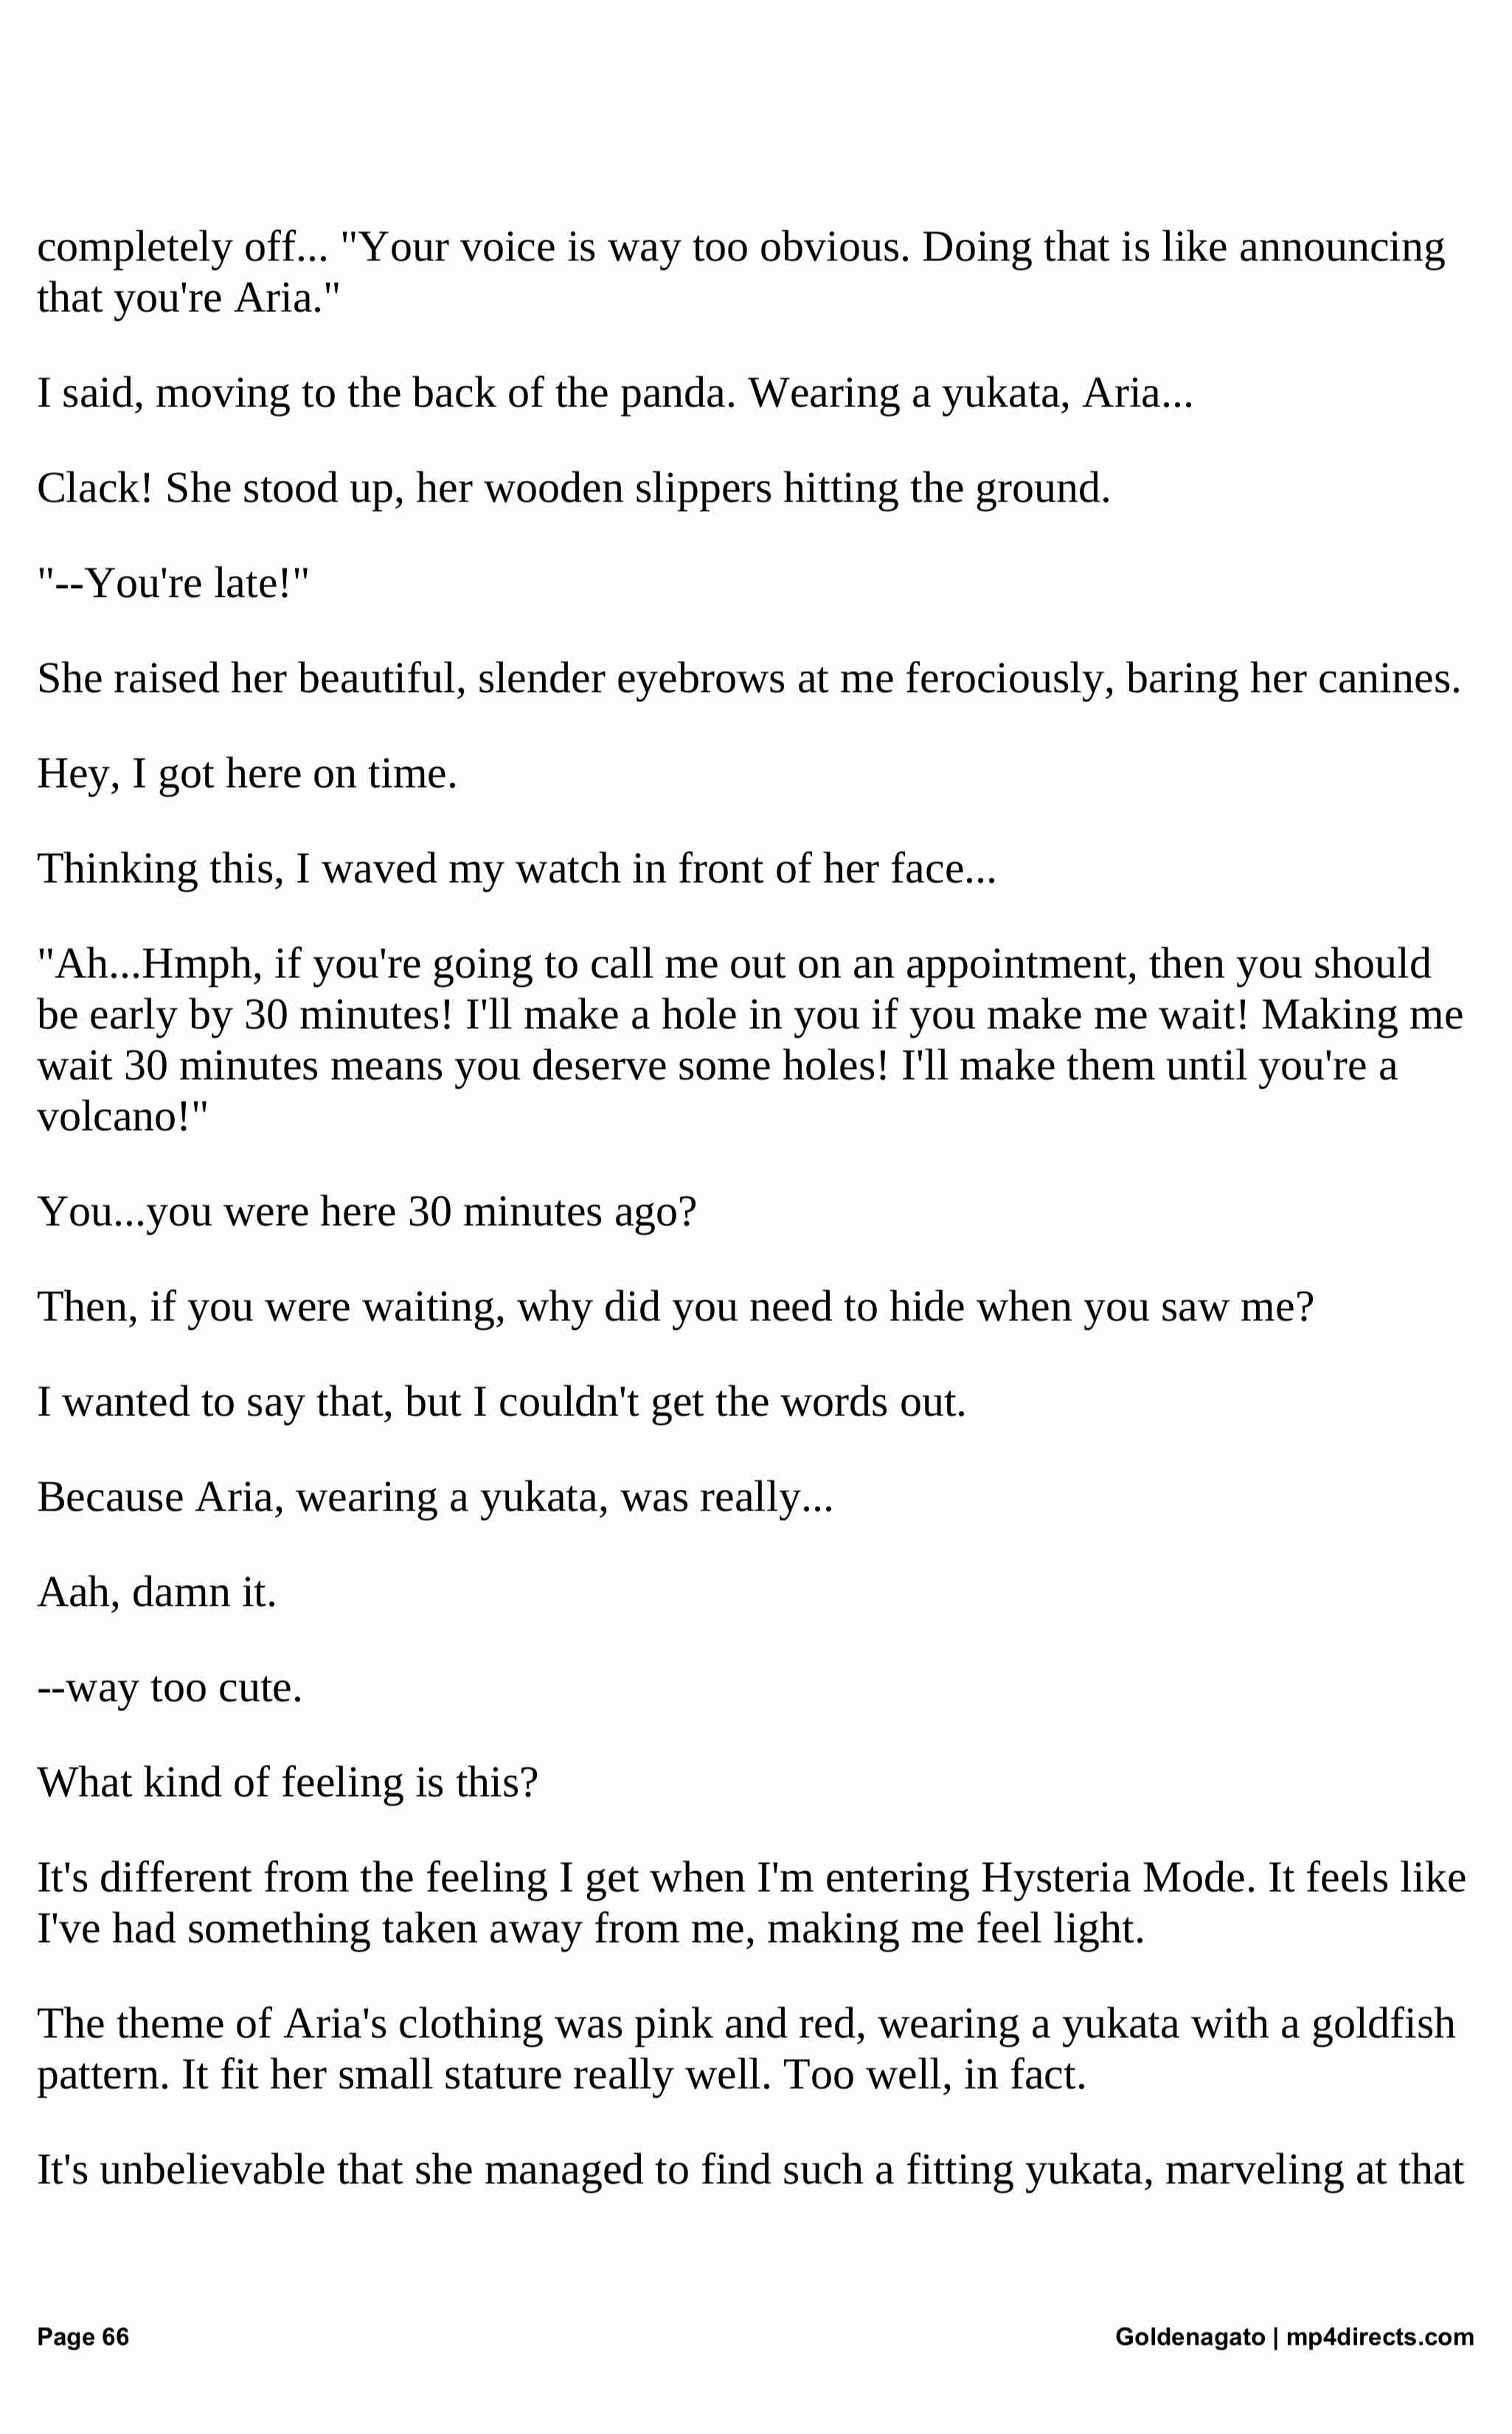 completely off... "Your voice is way too obvious. Doing that is like announcing
that you're Aria."
I said, moving to the back of the panda. Wearing a yukata, Aria...
Clack! She stood up, her wooden slippers hitting the ground.
"--You're late!"
She raised her beautiful, slender eyebrows at me ferociously, baring her canines.
Hey, I got here on time.
Thinking this, I waved my watch in front of her face...
"Ah...Hmph, if you're going to call me out on an appointment, then you should
be early by 30 minutes! I'll make a hole in you if you make me wait! Making me
wait 30 minutes means you deserve some holes! I'll make them until you're a
volcano!"
You...you were here 30 minutes ago?
Then, if you were waiting, why did you need to hide when you saw me?
I wanted to say that, but I couldn't get the words out.
Because Aria, wearing a yukata, was really...
Aah, damn it.
--way too cute.
What kind of feeling is this?
It's different from the feeling I get when I'm entering Hysteria Mode. It feels like
I've had something taken away from me, making me feel light.
The theme of Aria's clothing was pink and red, wearing a yukata with a goldfish
pattern. It fit her small stature really well. Too well, in fact.
It's unbelievable that she managed to find such a fitting yukata, marveling at that
Page 66
Goldenagato | mp4directs.com